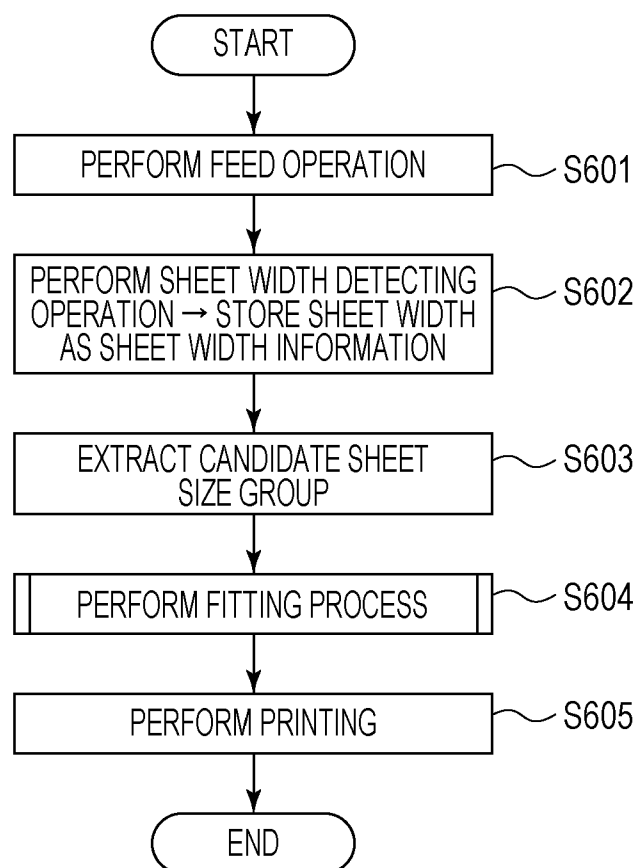 START
PERFORM FEED OPERATION
S601
PERFORM SHEET WIDTH DETECTING
OPERATION → STORE SHEET WIDTH
AS SHEET WIDTH INFORMATION
S602
EXTRACT CANDIDATE SHEET
SIZE GROUP
S603
PERFORM FITTING PROCESS
S604
PERFORM PRINTING
S605
END